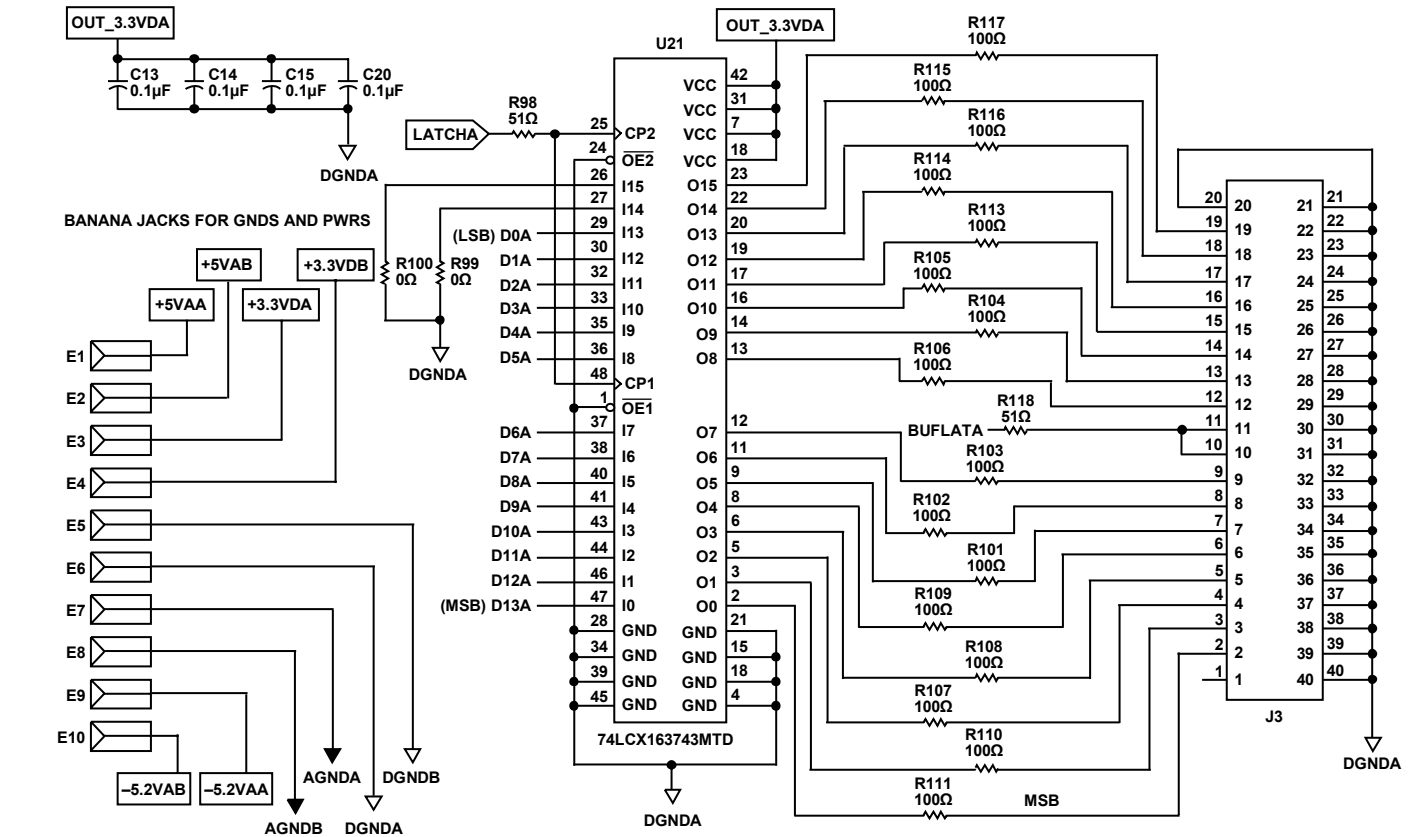 OUT_3.3VDA
C13
0.1µF
C14
0.1µF
C15
0.1µF
C20
0.1µF
DGNDA
BANANA JACKS FOR GNDS AND PWRS
+5VAB
+3.3VDB
+5VAA
+3.3VDA
E1
E2
E3
E4
E5
E6
E7
E8
E9
E10
–5.2VAB
–5.2VAA
AGNDA
DGNDB
AGNDB
DGNDA
LATCHA
R98
51Ω
R100
0Ω
R99
0Ω
DGNDA
(LSB) D0A
D1A
D2A
D3A
D4A
D5A
D6A
D7A
D8A
D9A
D10A
D11A
D12A
(MSB) D13A
U21
OUT_3.3VDA
25 CP2
24 OE2
26 I15
27 I14
29 I13
30 I12
32 I11
33 I10
35 I9
36 I8
48 CP1
1 OE1
37 I7
38 I6
40 I5
41 I4
43 I3
44 I2
46 I1
47 I0
28 GND
34 GND
39 GND
45 GND
VCC 42
VCC 31
VCC 7
VCC 18
O15 23
O14 22
O13 20
O12 19
O11 17
O10 16
O9 14
O8 13
O7 12
O6 11
O5 9
O4 8
O3 6
O2 5
O1 3
O0 2
GND 21
GND 15
GND 18
GND 4
74LCX163743MTD
DGNDA
R117
100Ω
R115
100Ω
R116
100Ω
R114
100Ω
R113
100Ω
R105
100Ω
R104
100Ω
R106
100Ω
R118
51Ω
BUFLATA
R103
100Ω
R102
100Ω
R101
100Ω
R109
100Ω
R108
100Ω
R107
100Ω
R110
100Ω
R111
100Ω
MSB
20 20 21 21
19 19 22 22
18 18 23 23
17 17 24 24
16 16 25 25
15 15 26 26
14 14 27 27
13 13 28 28
12 12 29 29
11 11 30 30
10 10 31 31
9 9 32 32
8 8 33 33
7 7 34 34
6 6 35 35
5 5 36 36
4 4 37 37
3 3 38 38
2 2 39 39
1 1 40 40
J3
DGNDA